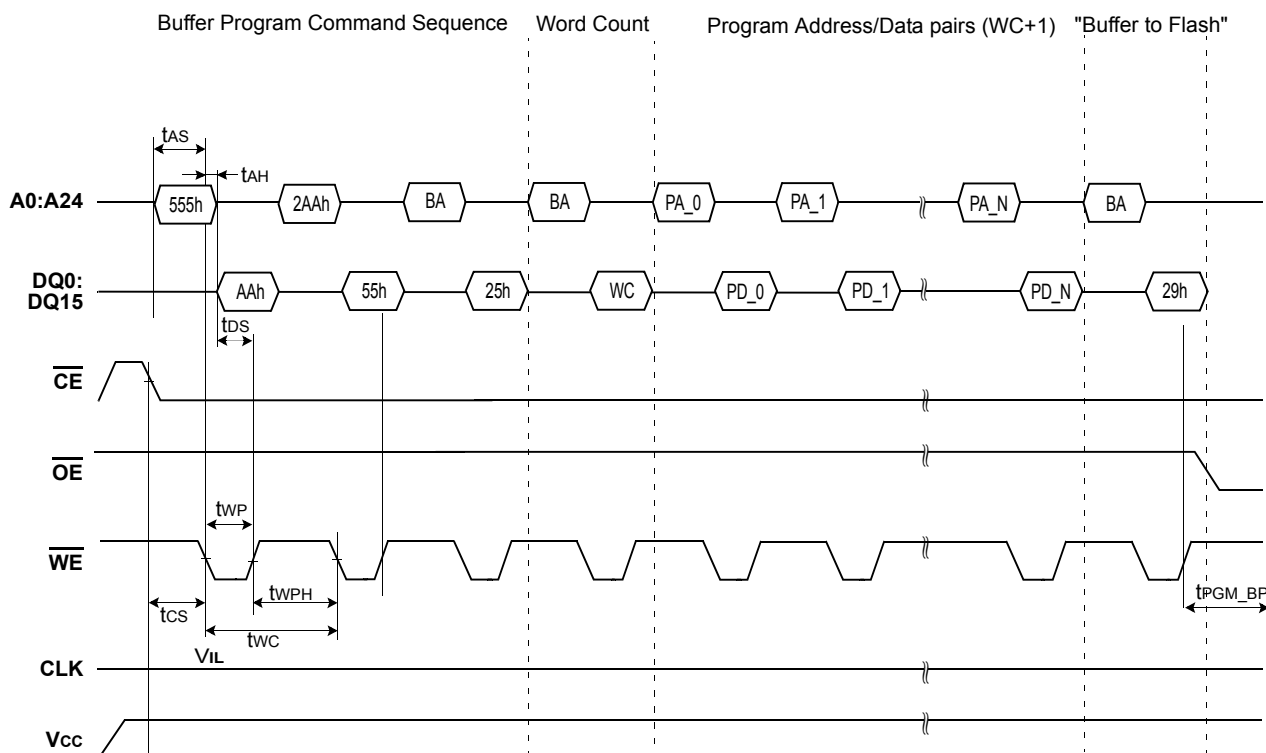 Buffer Program Command Sequence Word Count Program Address/Data pairs (WC+1) "Buffer to Flash"
tAS
tAH
A0:A24 555h 2AAh BA BA PA_0 PA_1 PA_N BA
DQ0:
DQ15 AAh 55h 25h WC PD_0 PD_1 PD_N 29h
tDS
CE
OE
tWP
WE
tWPH
tPGM_BP
tCS
tWC
VIL
CLK
VCC